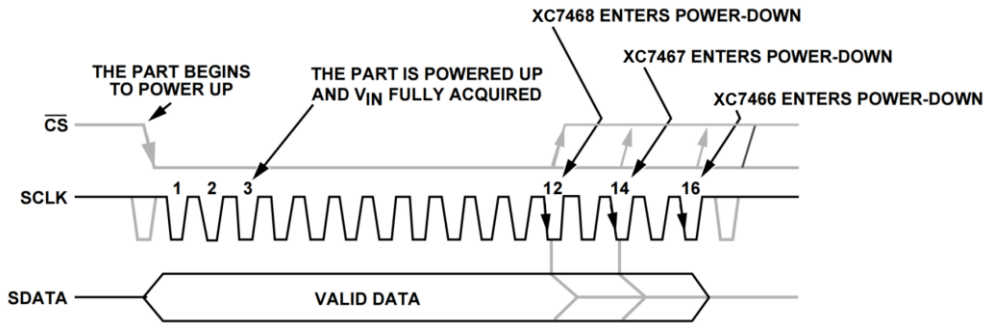 XC7468 ENTERS POWER-DOWN
XC7467 ENTERS POWER-DOWN
THE PART BEGINS
TO POWER UP
THE PART IS POWERED UP
AND VIN FULLY ACQUIRED
XC7466 ENTERS POWER-DOWN
CS
SCLK
1 2 3 12 14 16
SDATA
VALID DATA